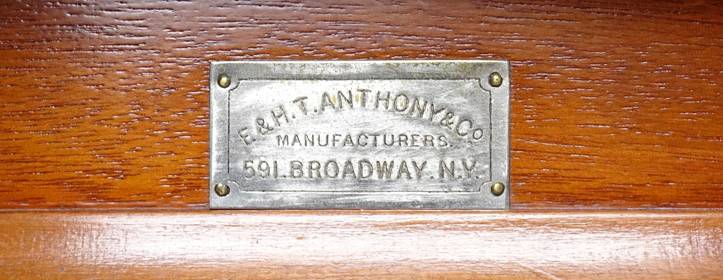 E. & H. T. ANTHONY & Co
MANUFACTURERS.
591. BROADWAY. N.Y.